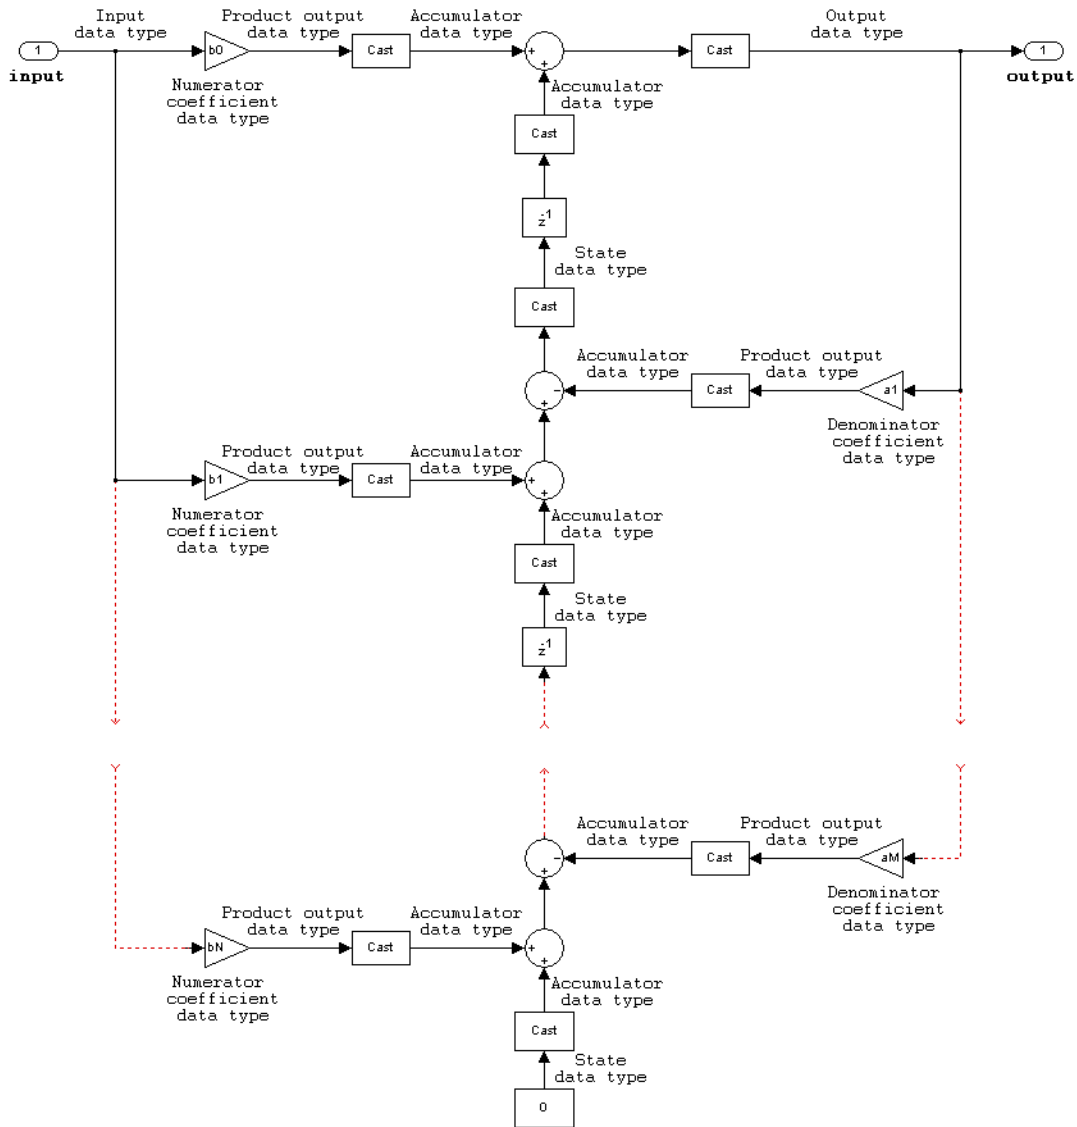 Input
data type
Product output
data type
Accumulator
data type
Output
data type
1
input
b0
Cast
+
+
Cast
1
output
Numerator
coefficient
data type
Accumulator
data type
Cast
z-1
State
data type
Cast
Accumulator
data type
Product output
data type
-
+
Cast
a1
Denominator
coefficient
data type
Product output
data type
Accumulator
data type
b1
Cast
+
+
Numerator
coefficient
data type
Accumulator
data type
Cast
State
data type
z-1
Accumulator
data type
Product output
data type
-
+
Cast
aM
Denominator
coefficient
data type
Product output
data type
Accumulator
data type
bN
Cast
+
+
Numerator
coefficient
data type
Accumulator
data type
Cast
State
data type
0